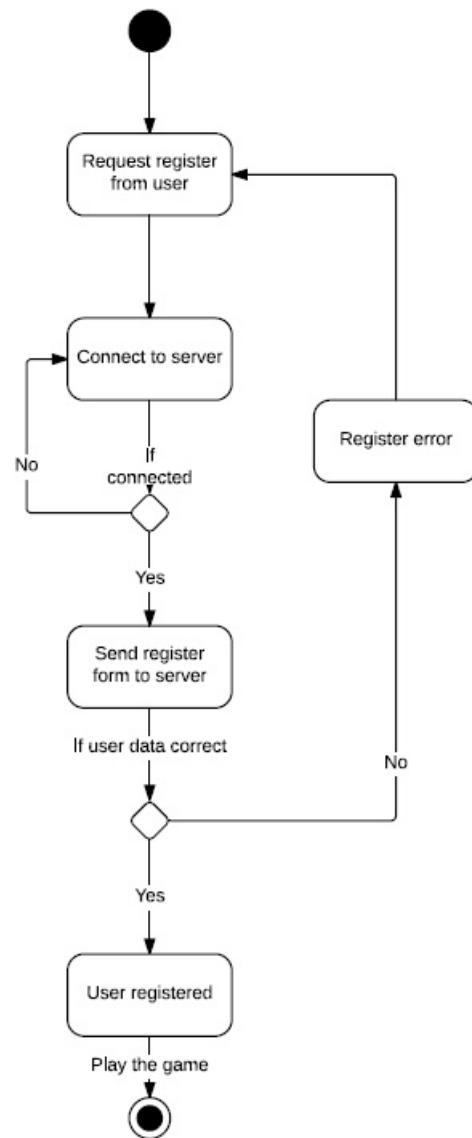 Request register
from user
Connect to server
Register error
If
connected
No
Yes
Send register
form to server
If user data correct
No
Yes
User registered
Play the game